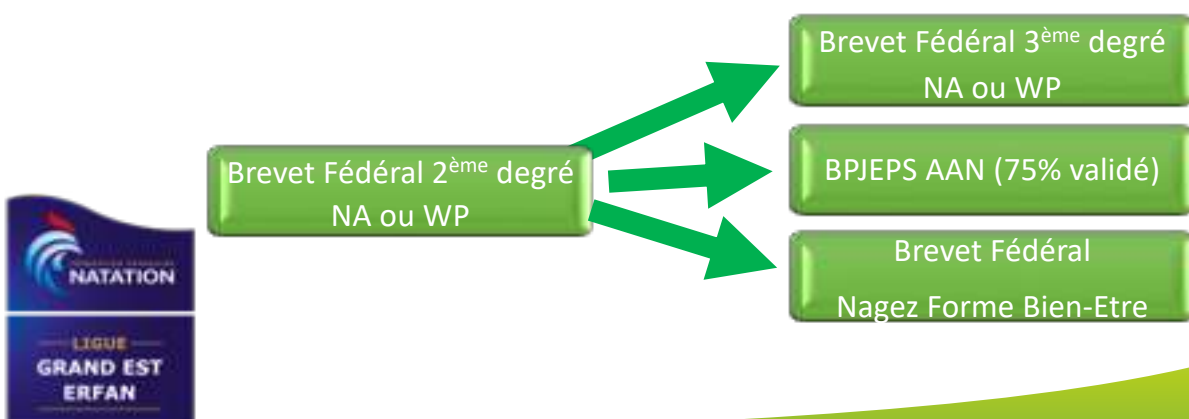 Brevet Fédéral 3ème degré
NA ou WP
Brevet Fédéral 2ème degré
NA ou WP
BPJEPS AAN (75% validé)
Brevet Fédéral
Nagez Forme Bien-Etre
NATATION
LIGUE
GRAND EST
ERFAN